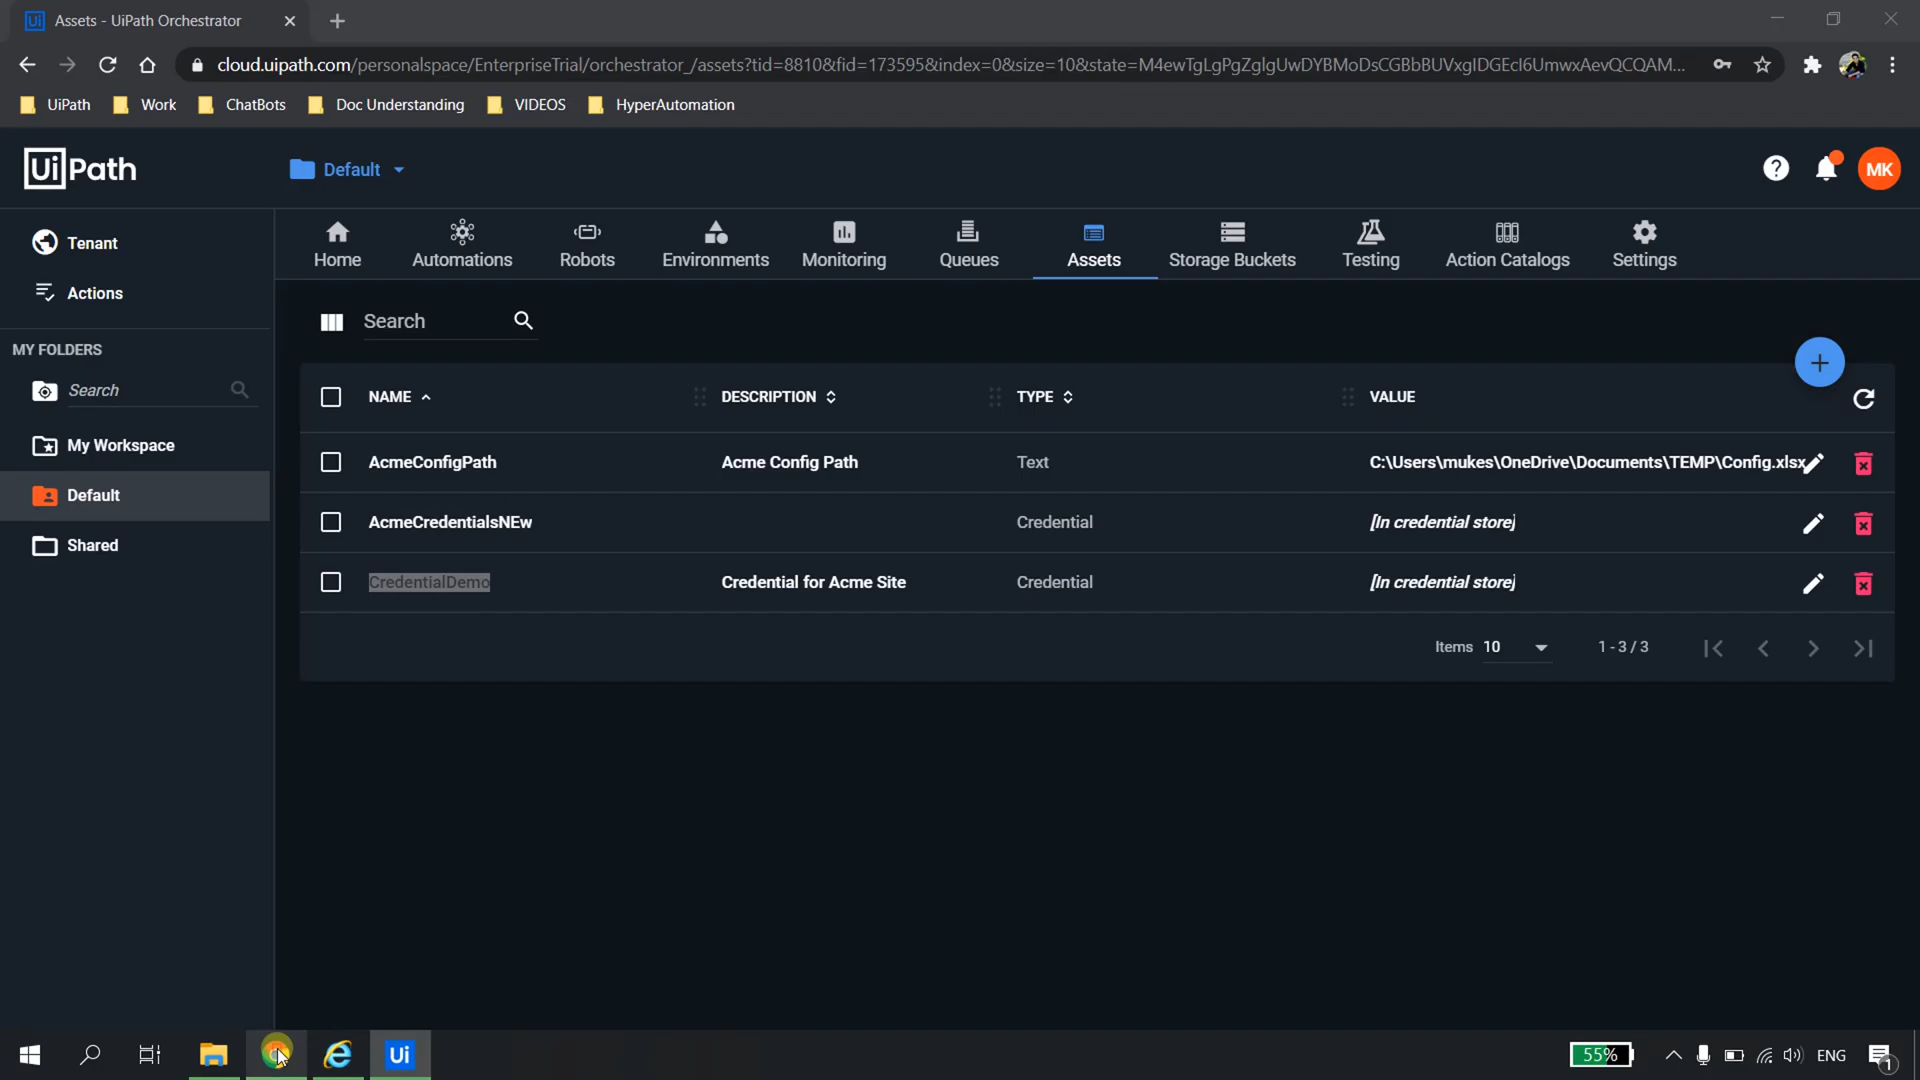 Assets - UiPath Orchestrator
cloud.uipath.com/personalspace/EnterpriseTrial/orchestrator_/assets?tid=8810&fid=173595&index=0&size=10&state=M4ewTgLgPgZglgUwDYBMoDsCGBbBUVxgIDGEcI6UmwxAevQCQAM...
UiPath Work ChatBots Doc Understanding VIDEOS HyperAutomation
UiPath Default MK
Tenant
Actions
MY FOLDERS
Search
My Workspace
Default
Shared
Home Automations Robots Environments Monitoring Queues Assets Storage Buckets Testing Action Catalogs Settings
Search
NAME DESCRIPTION TYPE VALUE
AcmeConfigPath Acme Config Path Text C:\Users\mukes\OneDrive\Documents\TEMP\Config.xlsx
AcmeCredentialsNEw Credential [In credential store]
CredentialDemo Credential for Acme Site Credential [In credential store]
Items 10 1 - 3 / 3
Ui 55% ENG 1